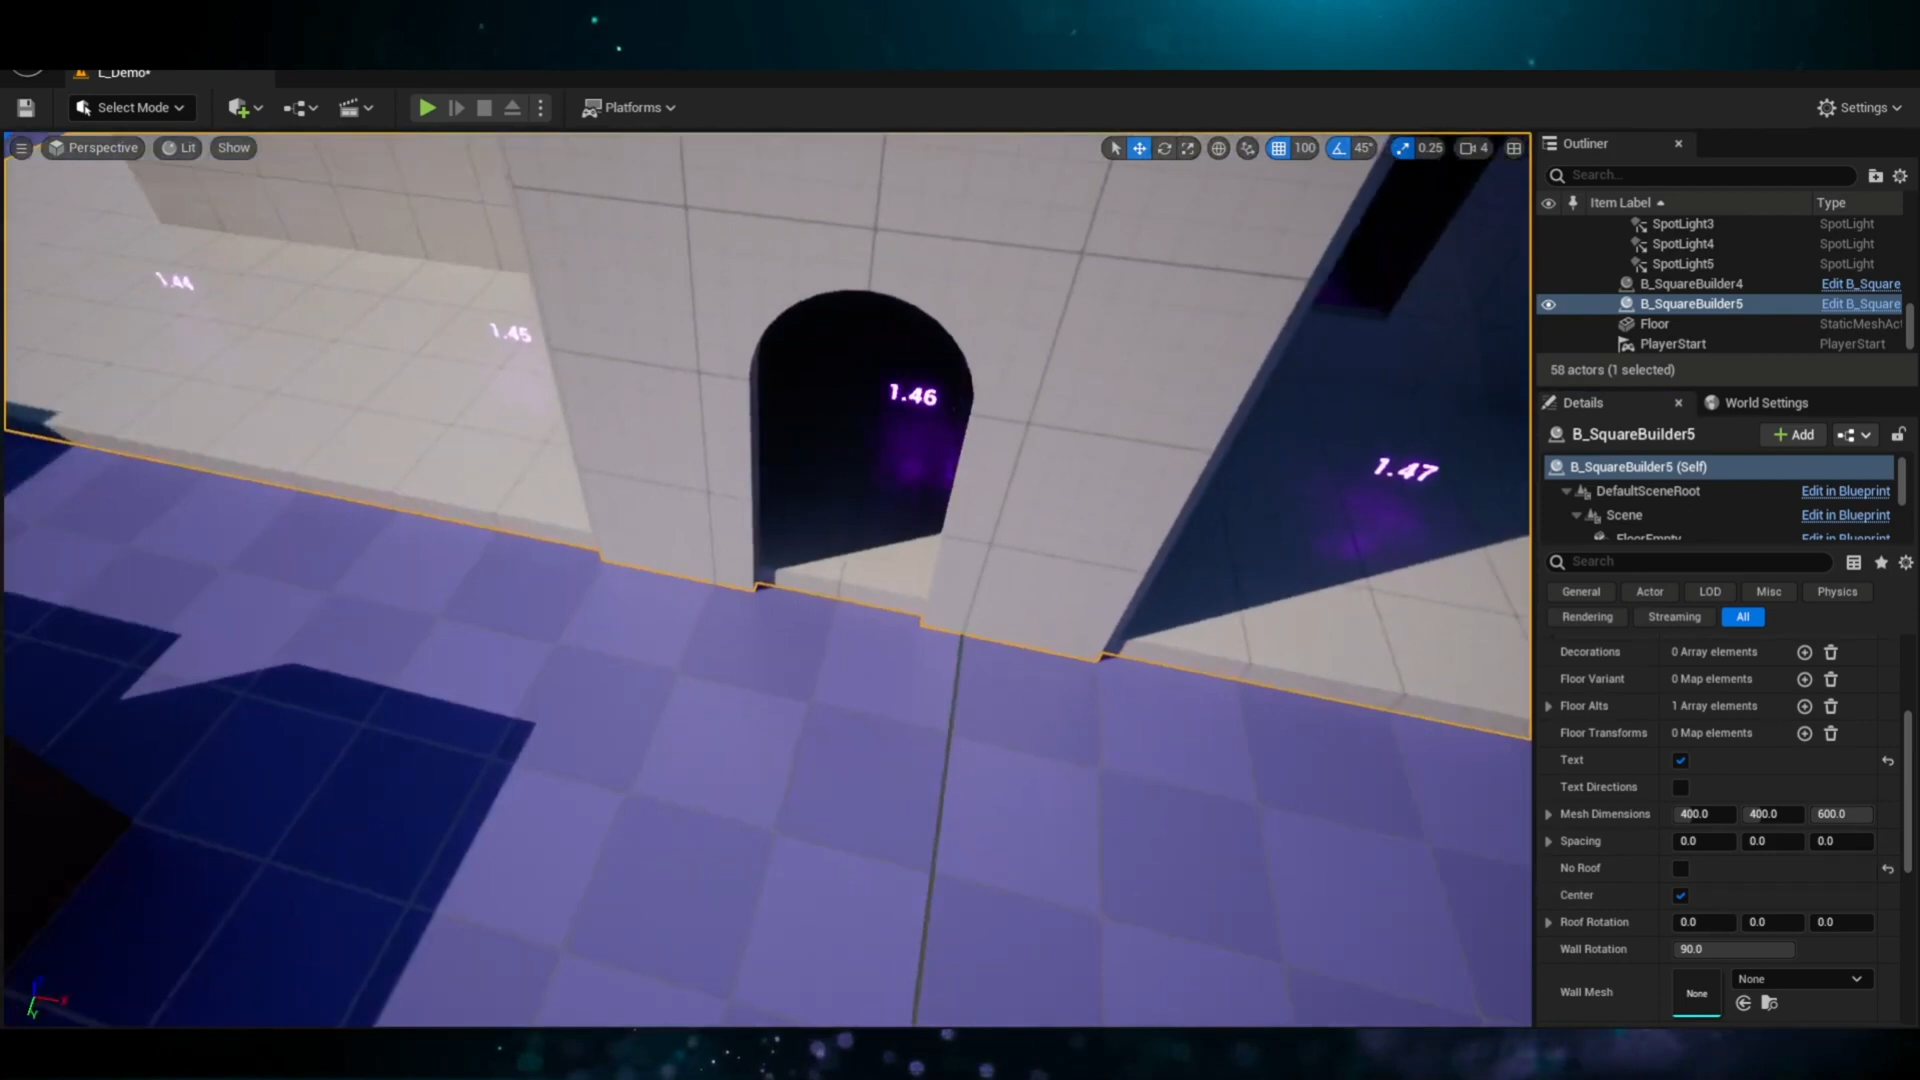 L_Demo*
Select Mode
Platforms
Settings
Perspective
Lit
Show
100
45°
0.25
4
1.44
1.45
1.46
1.47
Outliner
Search...
Item Label
Type
SpotLight3 SpotLight
SpotLight4 SpotLight
SpotLight5 SpotLight
B_SquareBuilder4 Edit B_Square
B_SquareBuilder5 Edit B_Square
Floor StaticMeshAct
PlayerStart PlayerStart
58 actors (1 selected)
Details
World Settings
B_SquareBuilder5
Add
B_SquareBuilder5 (Self)
DefaultSceneRoot Edit in Blueprint
Scene Edit in Blueprint
FloorEmpty Edit in Blueprint
Search
General Actor LOD Misc Physics
Rendering Streaming All
Decorations 0 Array elements
Floor Variant 0 Map elements
Floor Alts 1 Array elements
Floor Transforms 0 Map elements
Text
Text Directions
Mesh Dimensions 400.0 400.0 600.0
Spacing 0.0 0.0 0.0
No Roof
Center
Roof Rotation 0.0 0.0 0.0
Wall Rotation 90.0
None
Wall Mesh None